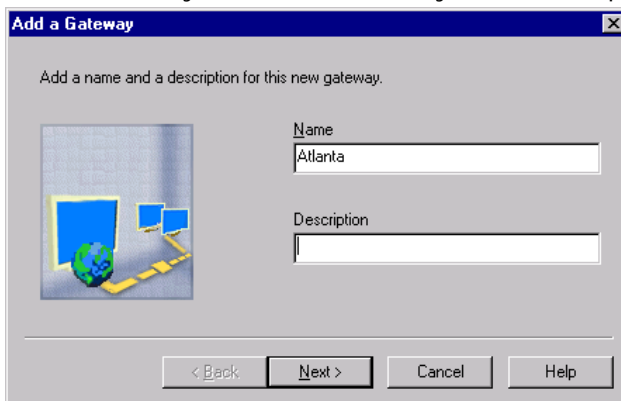 Add a Gateway
Add a name and a description for this new gateway.
Name
Atlanta
Description
< Back
Next >
Cancel
Help